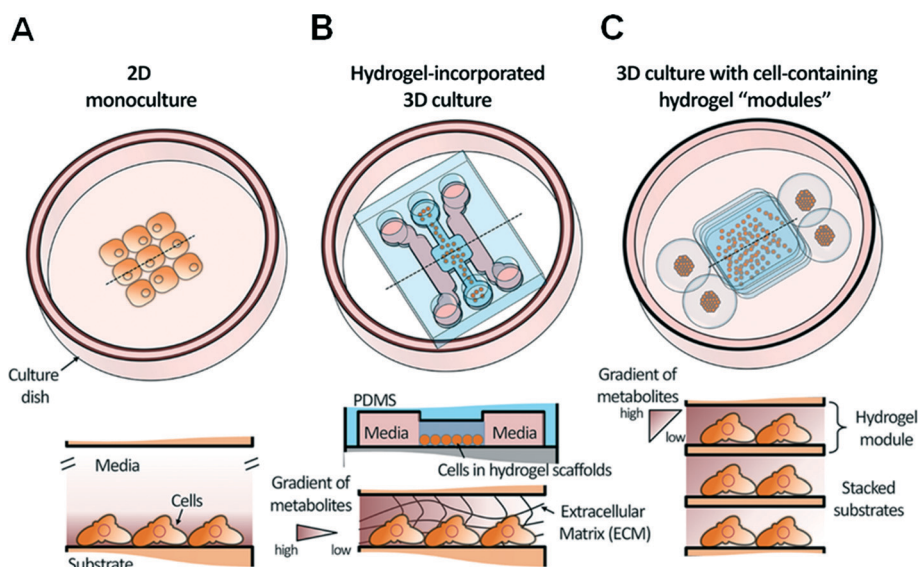 A
B
C
2D
monoculture
Hydrogel-incorporated
3D culture
3D culture with cell-containing
hydrogel “modules”
Culture
dish
Media
Cells
Substrate
PDMS
Media
Media
Cells in hydrogel scaffolds
Gradient of
metabolites
high
low
Extracellular
Matrix (ECM)
Gradient of
metabolites
high
low
Hydrogel
module
Stacked
substrates